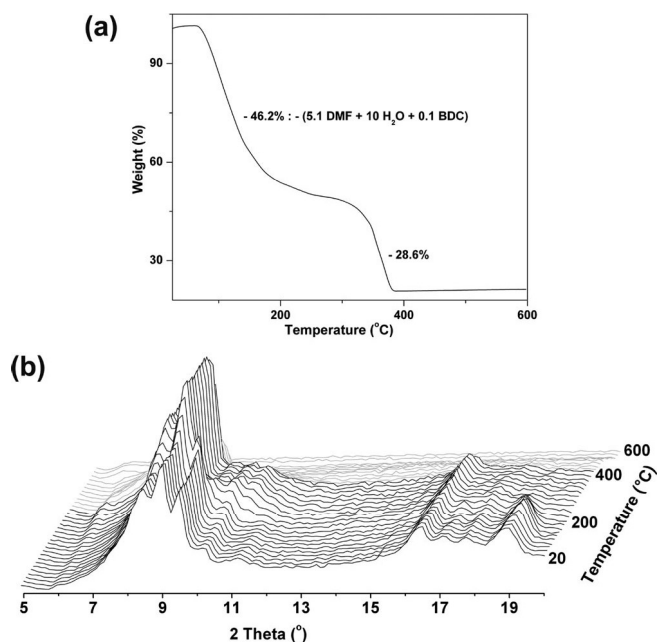 (a)
90
60
30
Weight (%)
- 46.2% : - (5.1 DMF + 10 H₂O + 0.1 BDC)
- 28.6%
200
400
600
Temperature (°C)
(b)
600
400
200
20
Temperature (°C)
5
7
9
11
13
15
17
19
2 Theta (°)